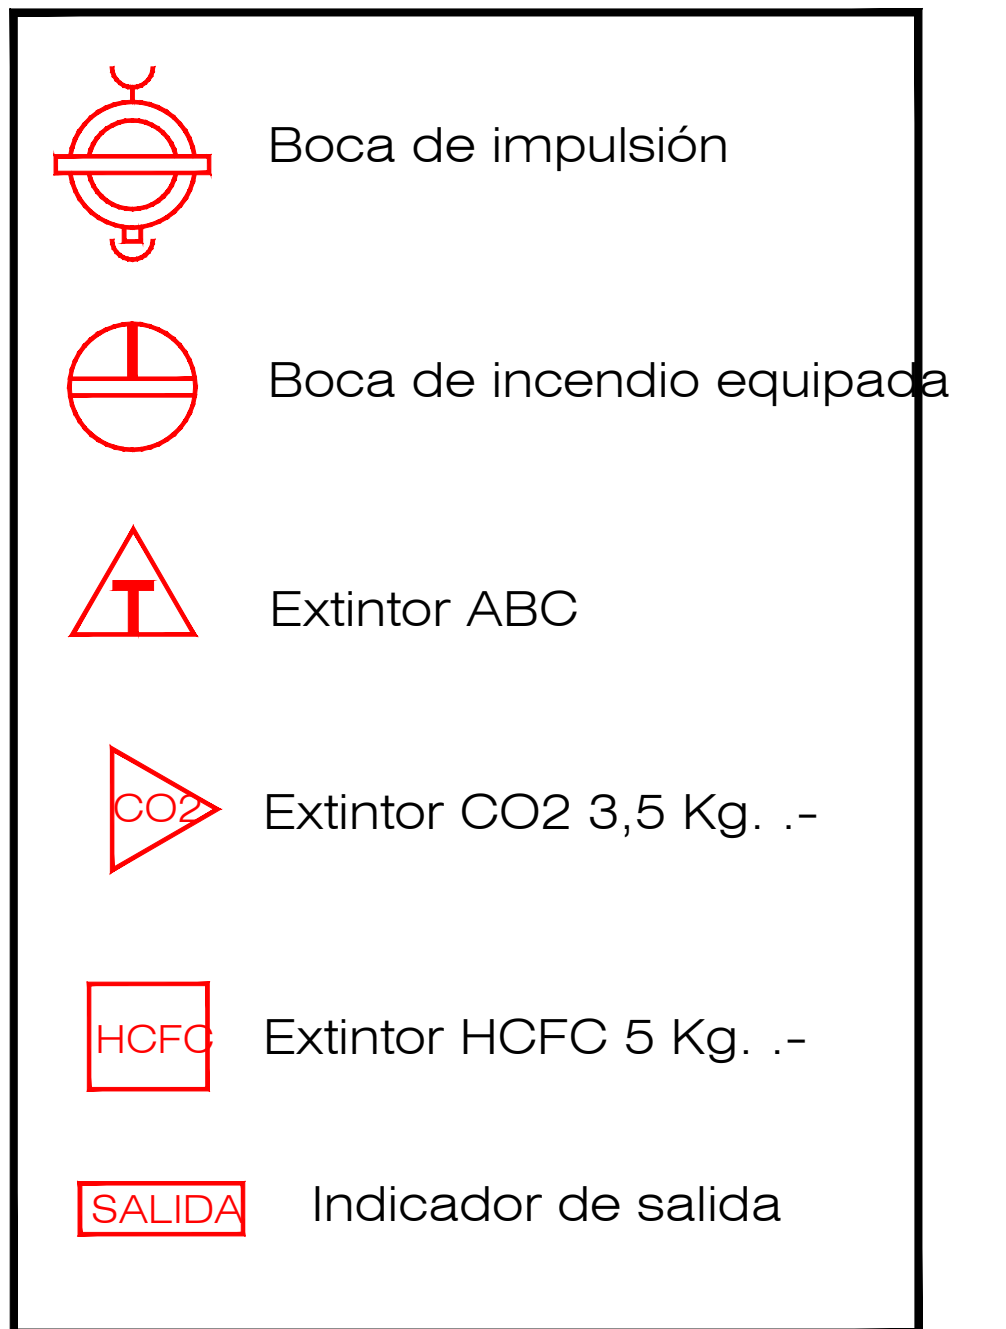 Boca de impulsión
Boca de incendio equipada
T
Extintor ABC
CO2 Extintor CO2 3,5 Kg. .-
HCFC Extintor HCFC 5 Kg. .-
SALIDA Indicador de salida